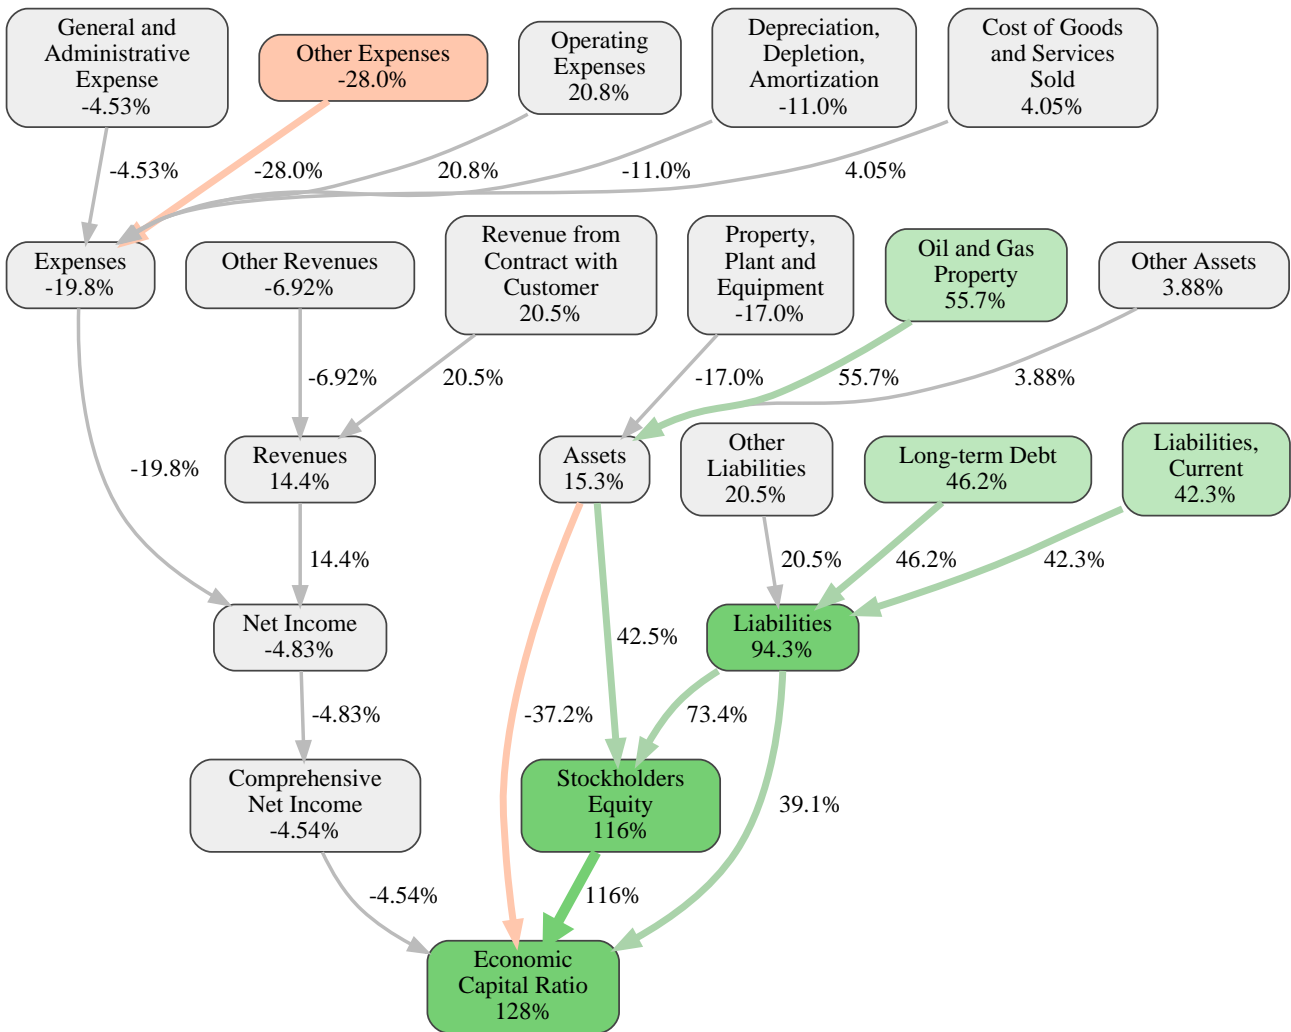 General and
Administrative
Expense
-4.53%
Other Expenses
-28.0%
Operating
Expenses
20.8%
Depreciation,
Depletion,
Amortization
-11.0%
Cost of Goods
and Services
Sold
4.05%
-4.53%
-28.0%
20.8%
-11.0%
4.05%
Expenses
-19.8%
Other Revenues
-6.92%
Revenue from
Contract with
Customer
20.5%
Property,
Plant and
Equipment
-17.0%
Oil and Gas
Property
55.7%
Other Assets
3.88%
-6.92%
20.5%
-17.0%
55.7%
3.88%
-19.8%
Revenues
14.4%
Assets
15.3%
Other
Liabilities
20.5%
Long-term Debt
46.2%
Liabilities,
Current
42.3%
14.4%
20.5%
46.2%
42.3%
Net Income
-4.83%
42.5%
Liabilities
94.3%
-4.83%
-37.2%
73.4%
Comprehensive
Net Income
-4.54%
Stockholders
Equity
116%
39.1%
-4.54%
116%
Economic
Capital Ratio
128%